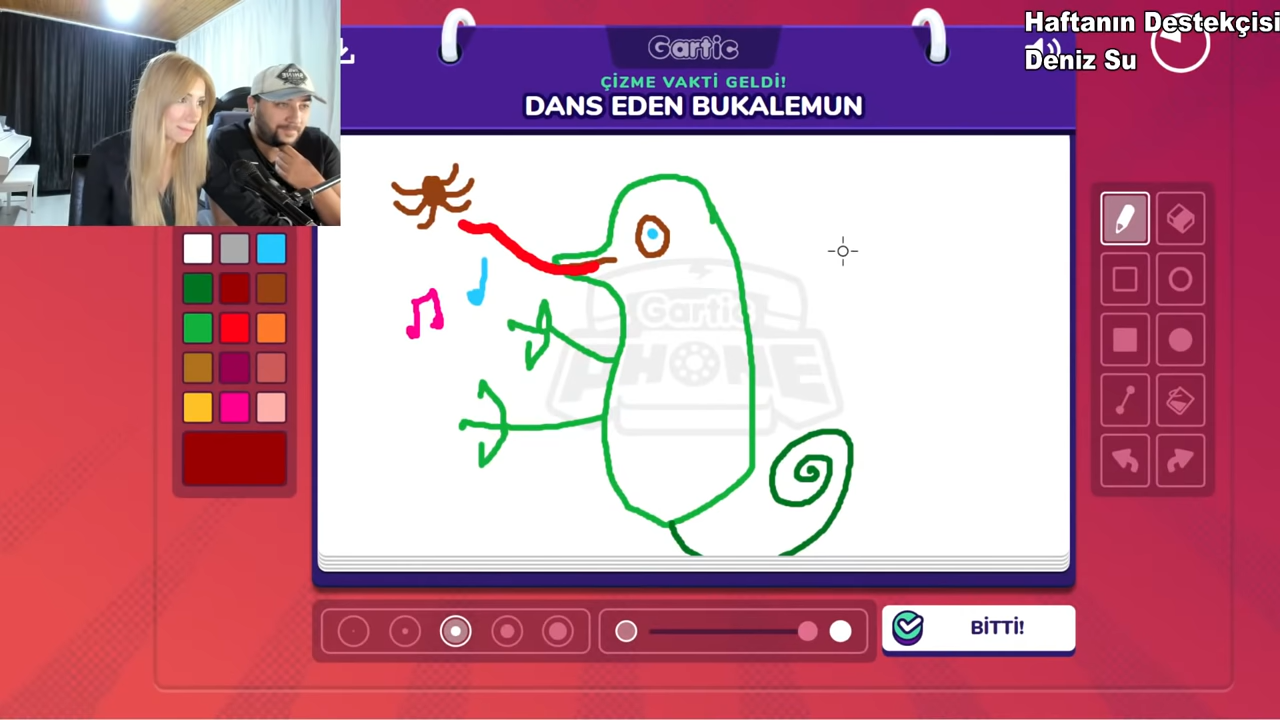 Haftanın Destekçisi
Deniz Su
Gartic
ÇİZME VAKTİ GELDİ!
DANS EDEN BUKALEMUN
Gartic
PHONE
BİTTİ!